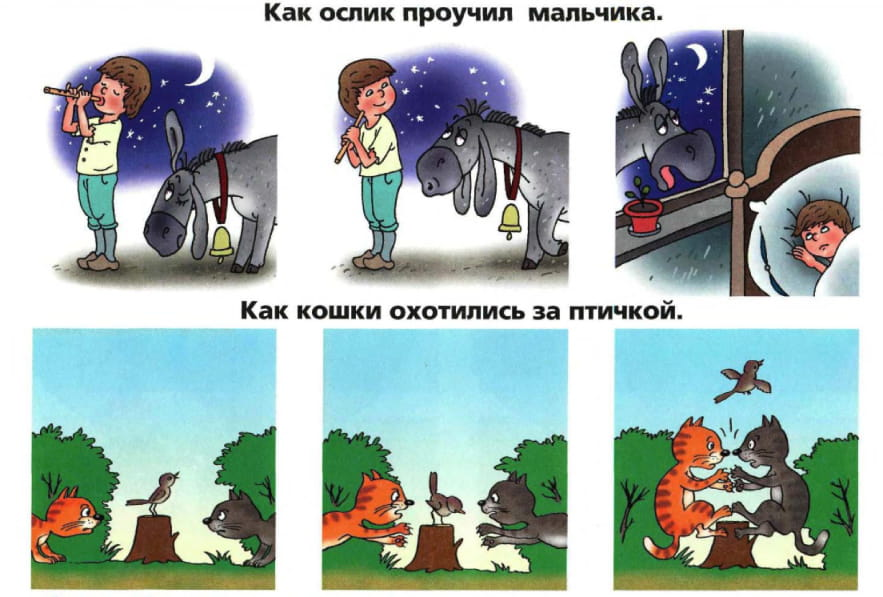 Как ослик проучил мальчика.
Как кошки охотились за птичкой.